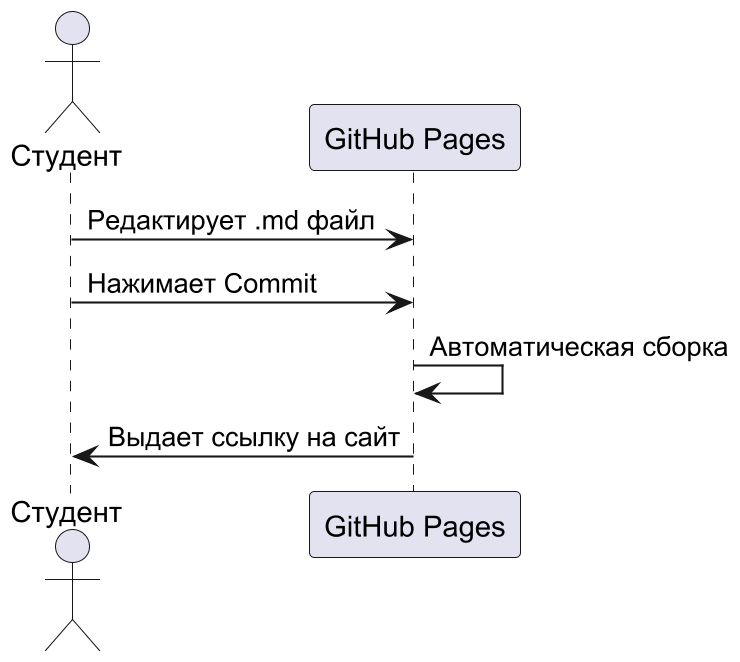 Студент
GitHub Pages
Редактирует .md файл
Нажимает Commit
Автоматическая сборка
Выдает ссылку на сайт
Студент
GitHub Pages